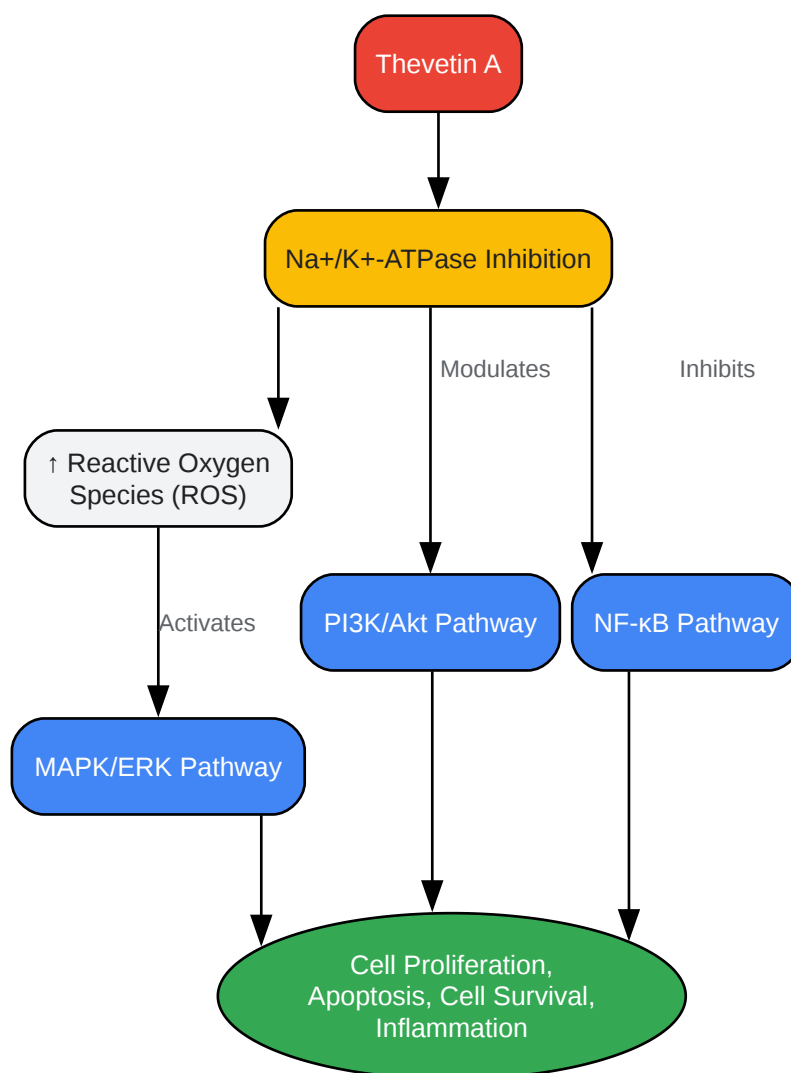 Thevetin A
Na+/K+-ATPase Inhibition
Modulates
Inhibits
↑ Reactive Oxygen
Species (ROS)
Activates
PI3K/Akt Pathway
NF-κB Pathway
MAPK/ERK Pathway
Cell Proliferation,
Apoptosis, Cell Survival,
Inflammation